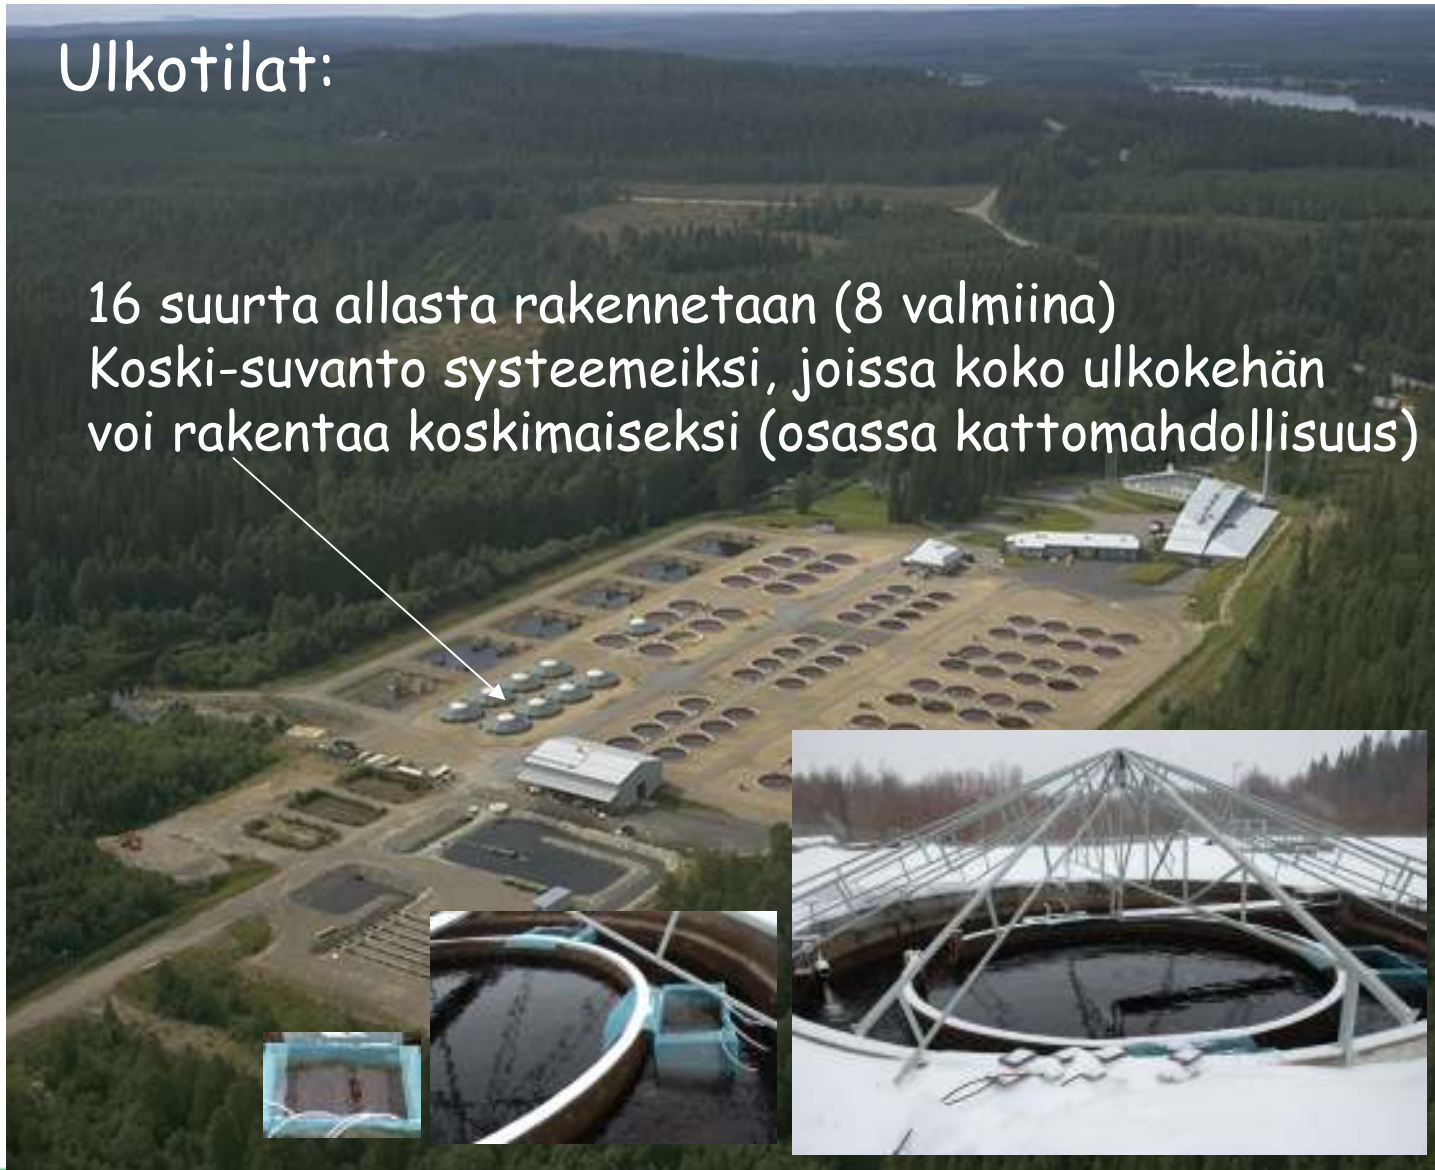 Ulkotilat:
16 suurta allasta rakennetaan (8 valmiina)
Koski-suvanto systeemeiksi, joissa koko ulkokehän
voi rakentaa koskimaiseksi (osassa kattomahdollisuus)